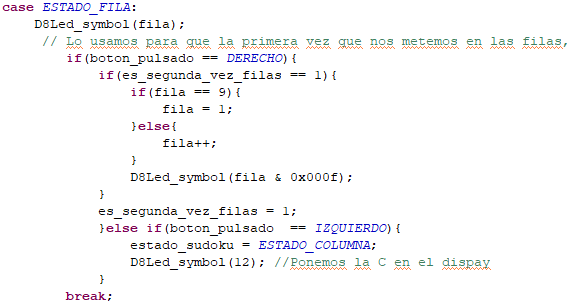 case ESTADO_FILA:
D8Led_symbol(fila);
// Lo usamos para que la primera vez que nos metemos en las filas,
if(boton_pulsado == DERECHO){
if(es_segunda_vez_filas == 1){
if(fila == 9){
fila = 1;
}else{
fila++;
}
D8Led_symbol(fila & 0x000f);
}
es_segunda_vez_filas = 1;
}else if(boton_pulsado  == IZQUIERDO){
estado_sudoku = ESTADO_COLUMNA;
D8Led_symbol(12); //Ponemos la C en el dispay
}
break;